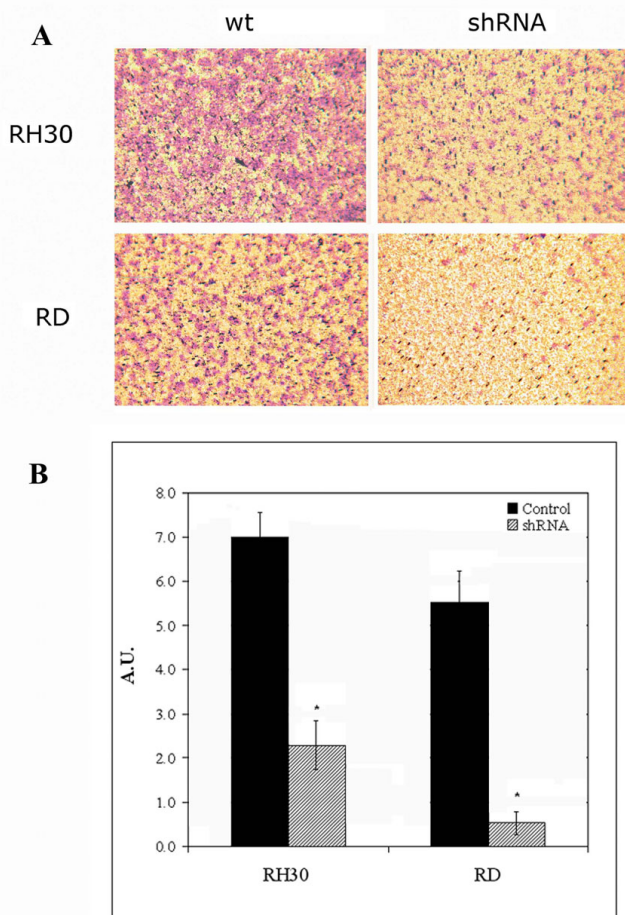 A
wt
shRNA
RH30
RD
B
8.0
7.0
6.0
5.0
4.0
3.0
2.0
1.0
0.0
A.U.
Control
shRNA
*
*
RH30
RD